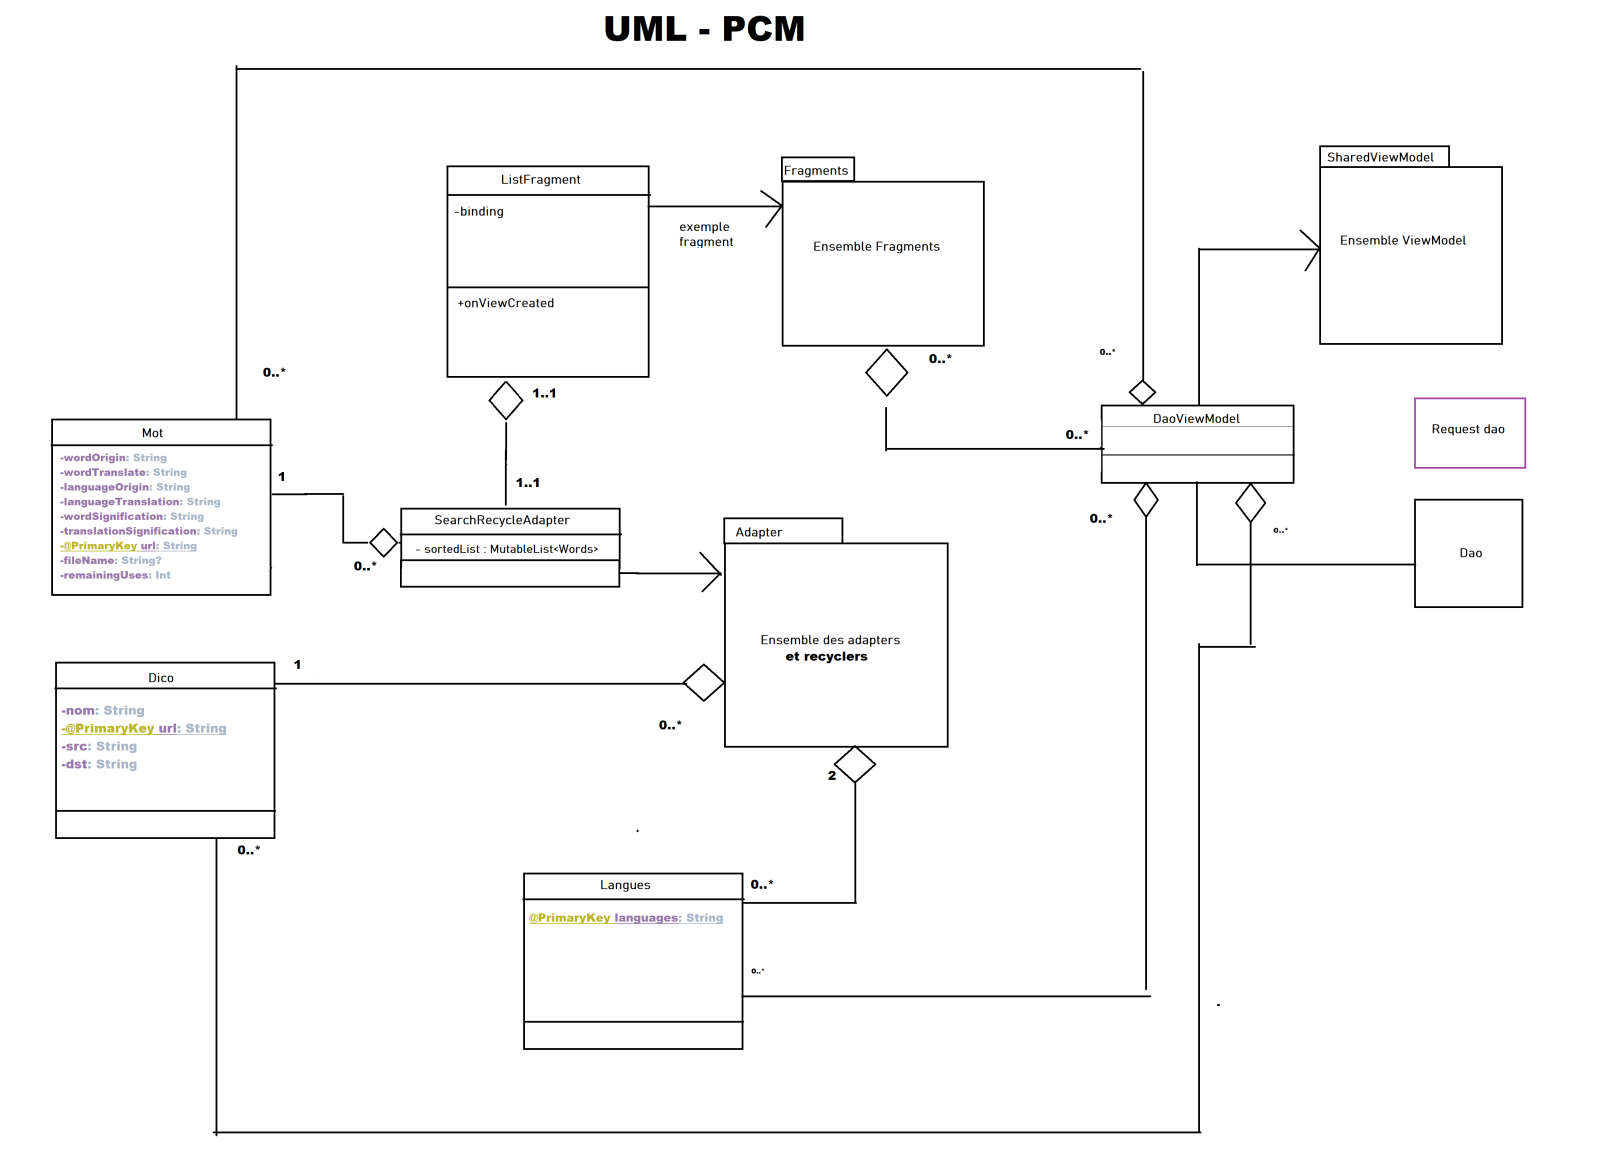 UML - PCM
ListFragment
-binding
+onViewCreated
exemple
fragment
Fragments
Ensemble Fragments
SharedViewModel
Ensemble ViewModel
0..*
1..1
1..1
0..*
0..*
0..*
DaoViewModel
0..*
0..*
Request dao
Dao
Mot
-wordOrigin: String
-wordTranslate: String
-languageOrigin: String
-languageTranslation: String
-wordSignification: String
-translationSignification: String
-@PrimaryKey url: String
-fileName: String?
-remainingUses: Int
1
0..*
SearchRecycleAdapter
- sortedList : MutableList<Words>
Adapter
Ensemble des adapters
et recyclers
Dico
-nom: String
-@PrimaryKey url: String
-src: String
-dst: String
1
0..*
2
0..*
Langues
@PrimaryKey languages: String
0..*
0..*